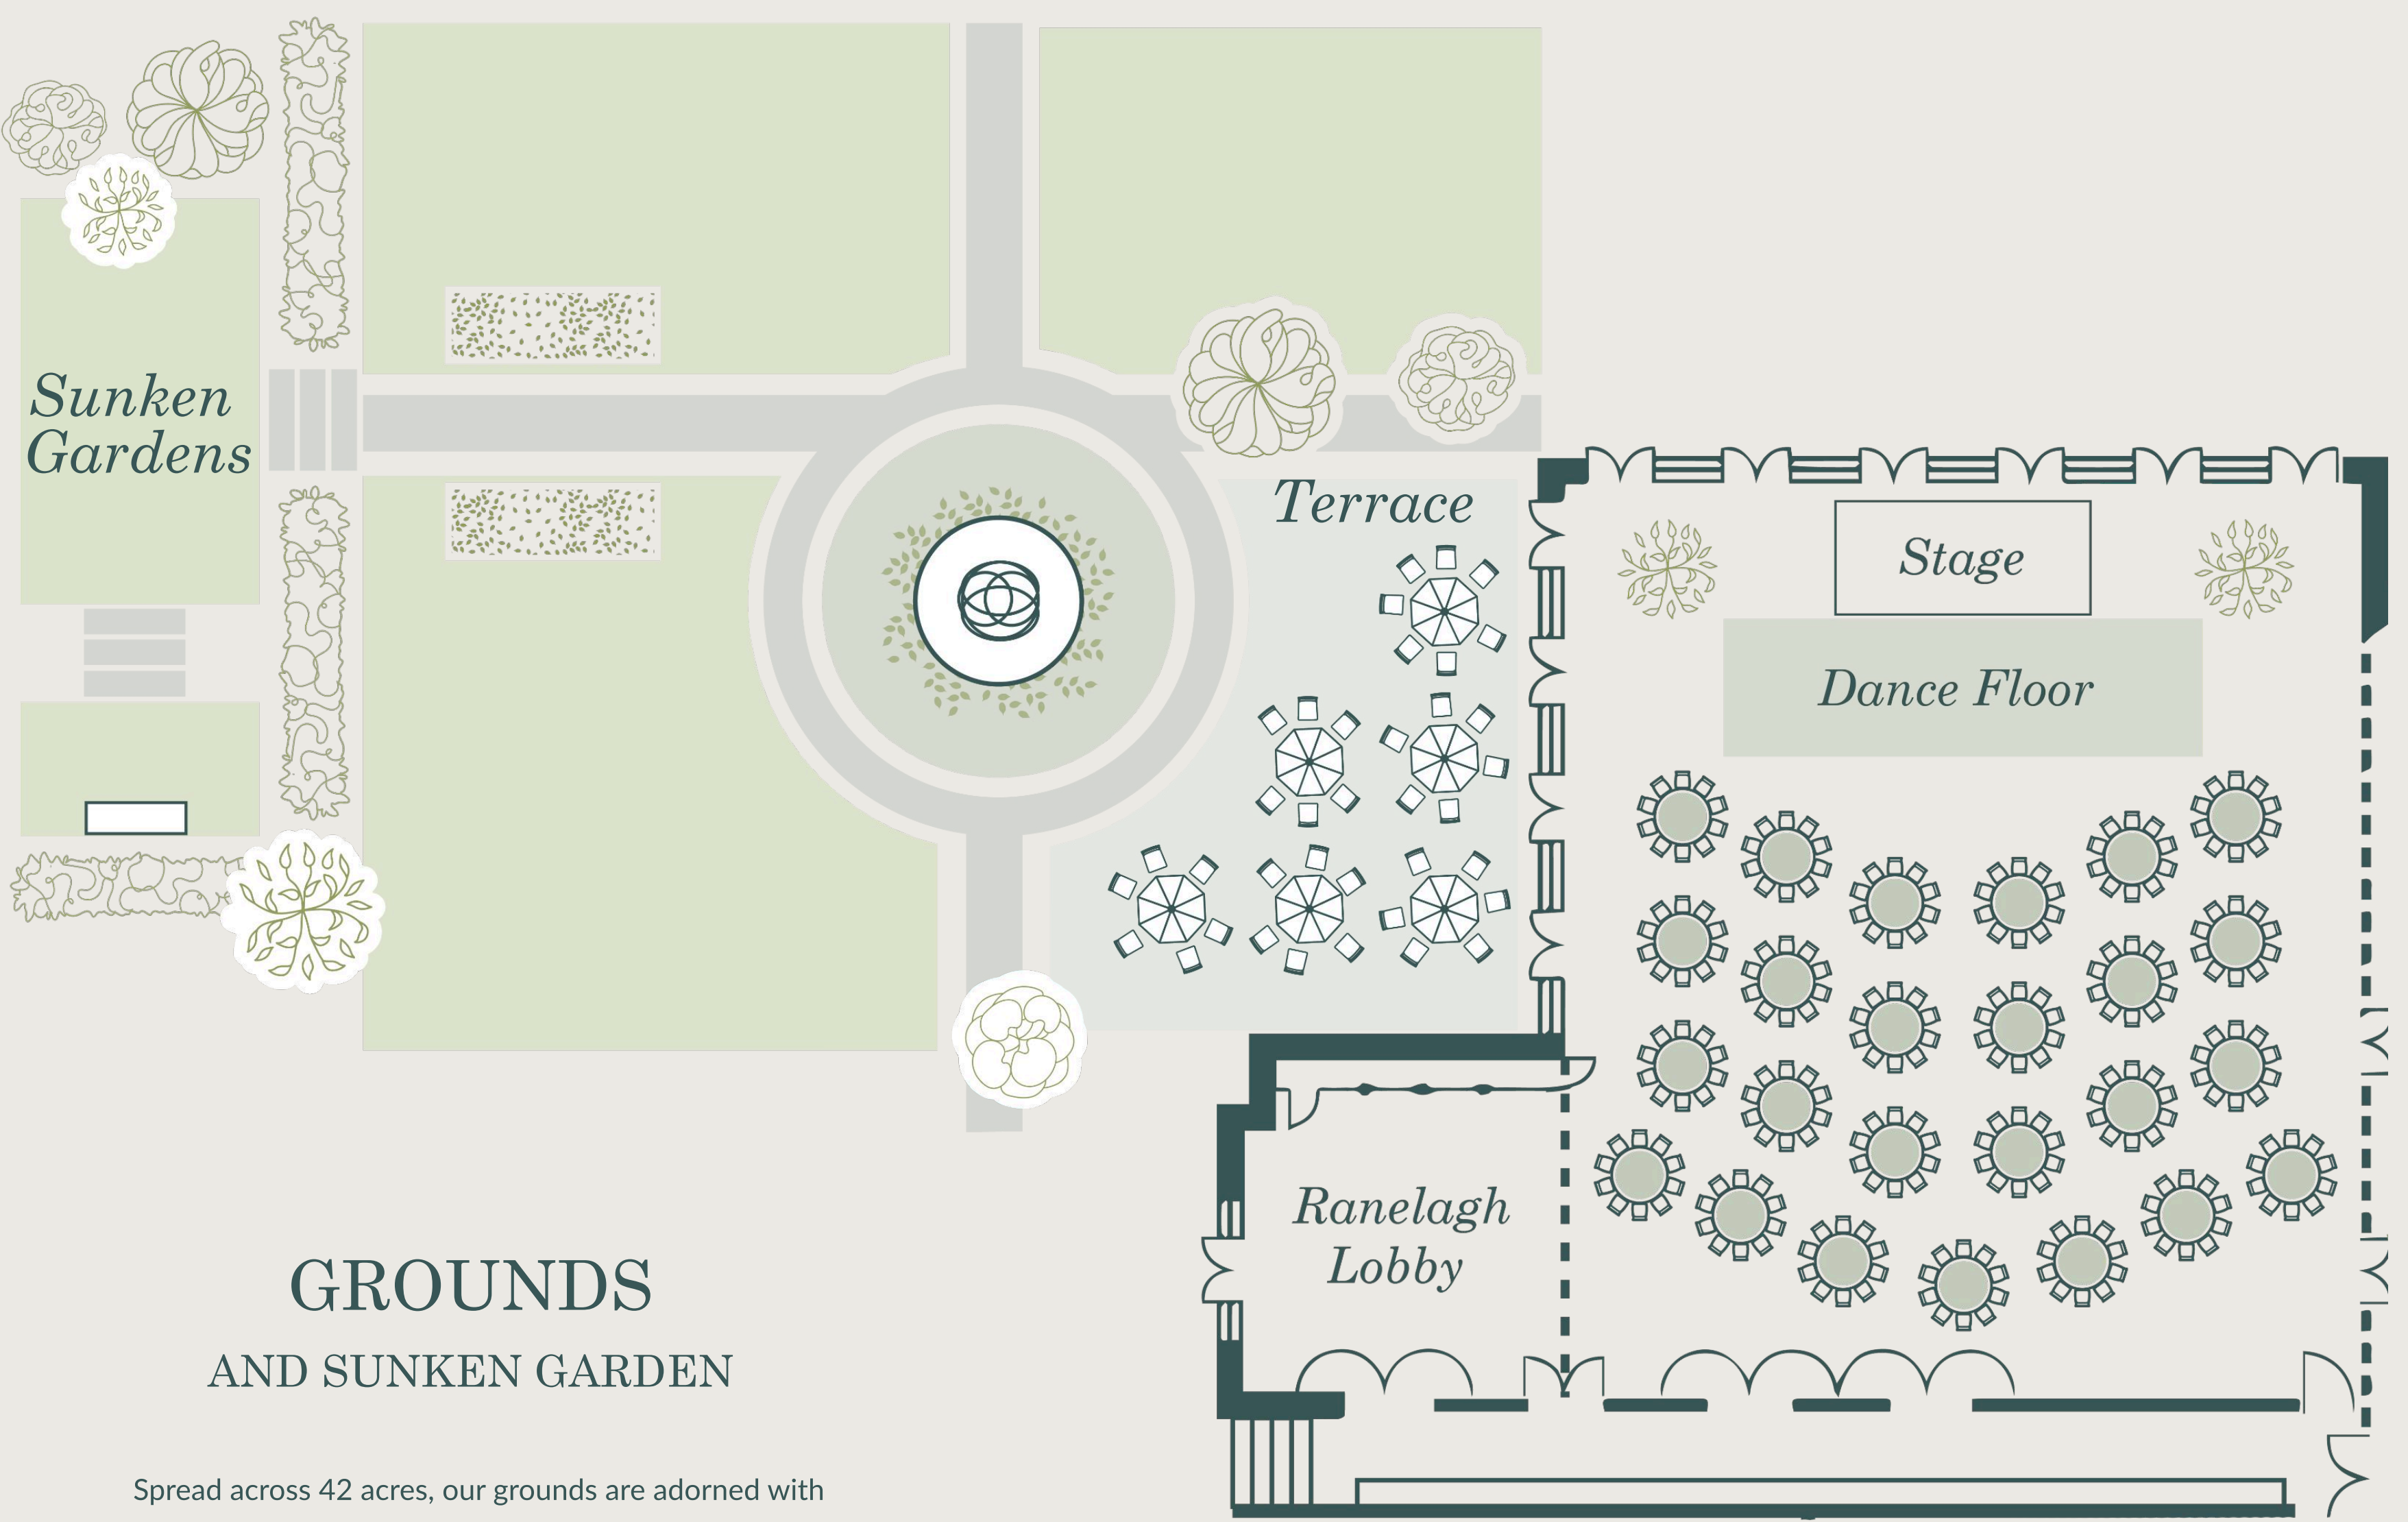 Sunken
Gardens
Terrace
Stage
Dance Floor
Ranelagh
Lobby
GROUNDS
AND SUNKEN GARDEN
Spread across 42 acres, our grounds are adorned with